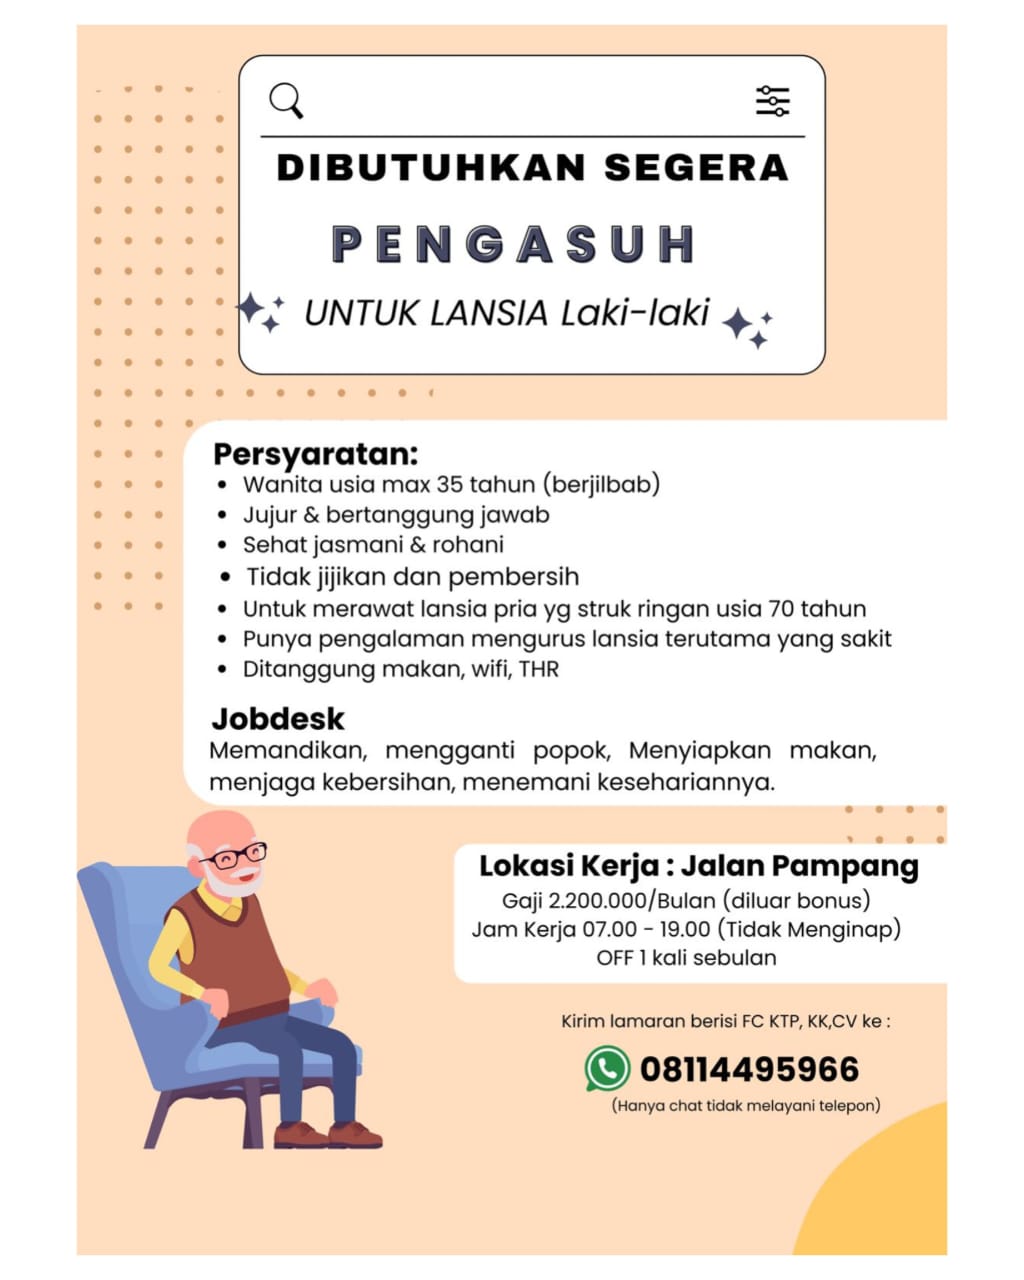 DIBUTUHKAN SEGERA
PENGASUH
UNTUK LANSIA Laki-laki
Persyaratan:
• Wanita usia max 35 tahun (berjilbab)
• Jujur & bertanggung jawab
• Sehat jasmani & rohani
• Tidak jijikan dan pembersih
• Untuk merawat lansia pria yg struk ringan usia 70 tahun
• Punya pengalaman mengurus lansia terutama yang sakit
• Ditanggung makan, wifi, THR
Jobdesk
Memandikan, mengganti popok, Menyiapkan makan,
menjaga kebersihan, menemani kesehariannya.
Lokasi Kerja : Jalan Pampang
Gaji 2.200.000/Bulan (diluar bonus)
Jam Kerja 07.00 - 19.00 (Tidak Menginap)
OFF 1 kali sebulan
Kirim lamaran berisi FC KTP, KK,CV ke :
08114495966
(Hanya chat tidak melayani telepon)